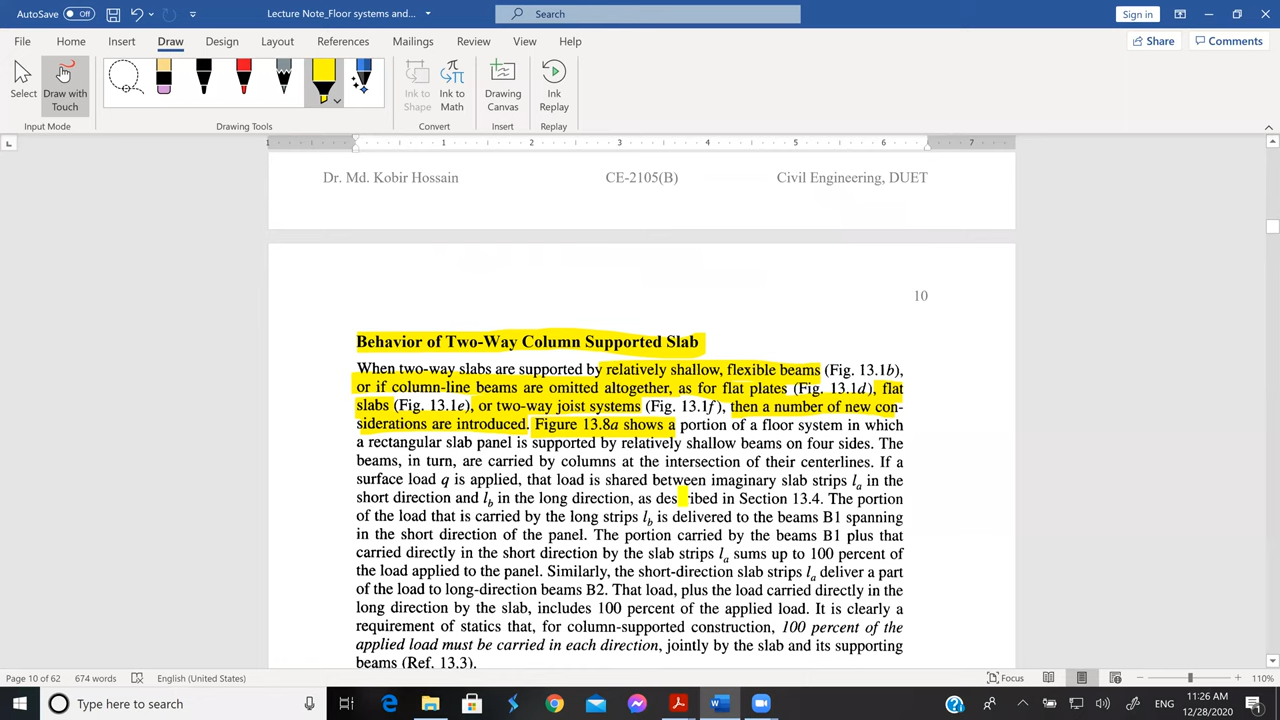 AutoSave Off Lecture Note_Floor systems and... Search Sign in
File Home Insert Draw Design Layout References Mailings Review View Help Share Comments
Select Draw with Touch Ink to Shape Ink to Math Drawing Canvas Ink Replay
Input Mode Drawing Tools Convert Insert Replay
1 1 2 3 4 5 6 7
Dr. Md. Kobir Hossain CE-2105(B) Civil Engineering, DUET
10
Behavior of Two-Way Column Supported Slab
When two-way slabs are supported by relatively shallow, flexible beams (Fig. 13.1b),
or if column-line beams are omitted altogether, as for flat plates (Fig. 13.1d), flat
slabs (Fig. 13.1e), or two-way joist systems (Fig. 13.1f), then a number of new con-
siderations are introduced. Figure 13.8a shows a portion of a floor system in which
a rectangular slab panel is supported by relatively shallow beams on four sides. The
beams, in turn, are carried by columns at the intersection of their centerlines. If a
surface load q is applied, that load is shared between imaginary slab strips la in the
short direction and lb in the long direction, as des ribed in Section 13.4. The portion
of the load that is carried by the long strips lb is delivered to the beams B1 spanning
in the short direction of the panel. The portion carried by the beams B1 plus that
carried directly in the short direction by the slab strips la sums up to 100 percent of
the load applied to the panel. Similarly, the short-direction slab strips la deliver a part
of the load to long-direction beams B2. That load, plus the load carried directly in the
long direction by the slab, includes 100 percent of the applied load. It is clearly a
requirement of statics that, for column-supported construction, 100 percent of the
applied load must be carried in each direction, jointly by the slab and its supporting
beams (Ref. 13.3).
Page 10 of 62 674 words English (United States) Focus 110%
Type here to search 11:26 AM
12/28/2020